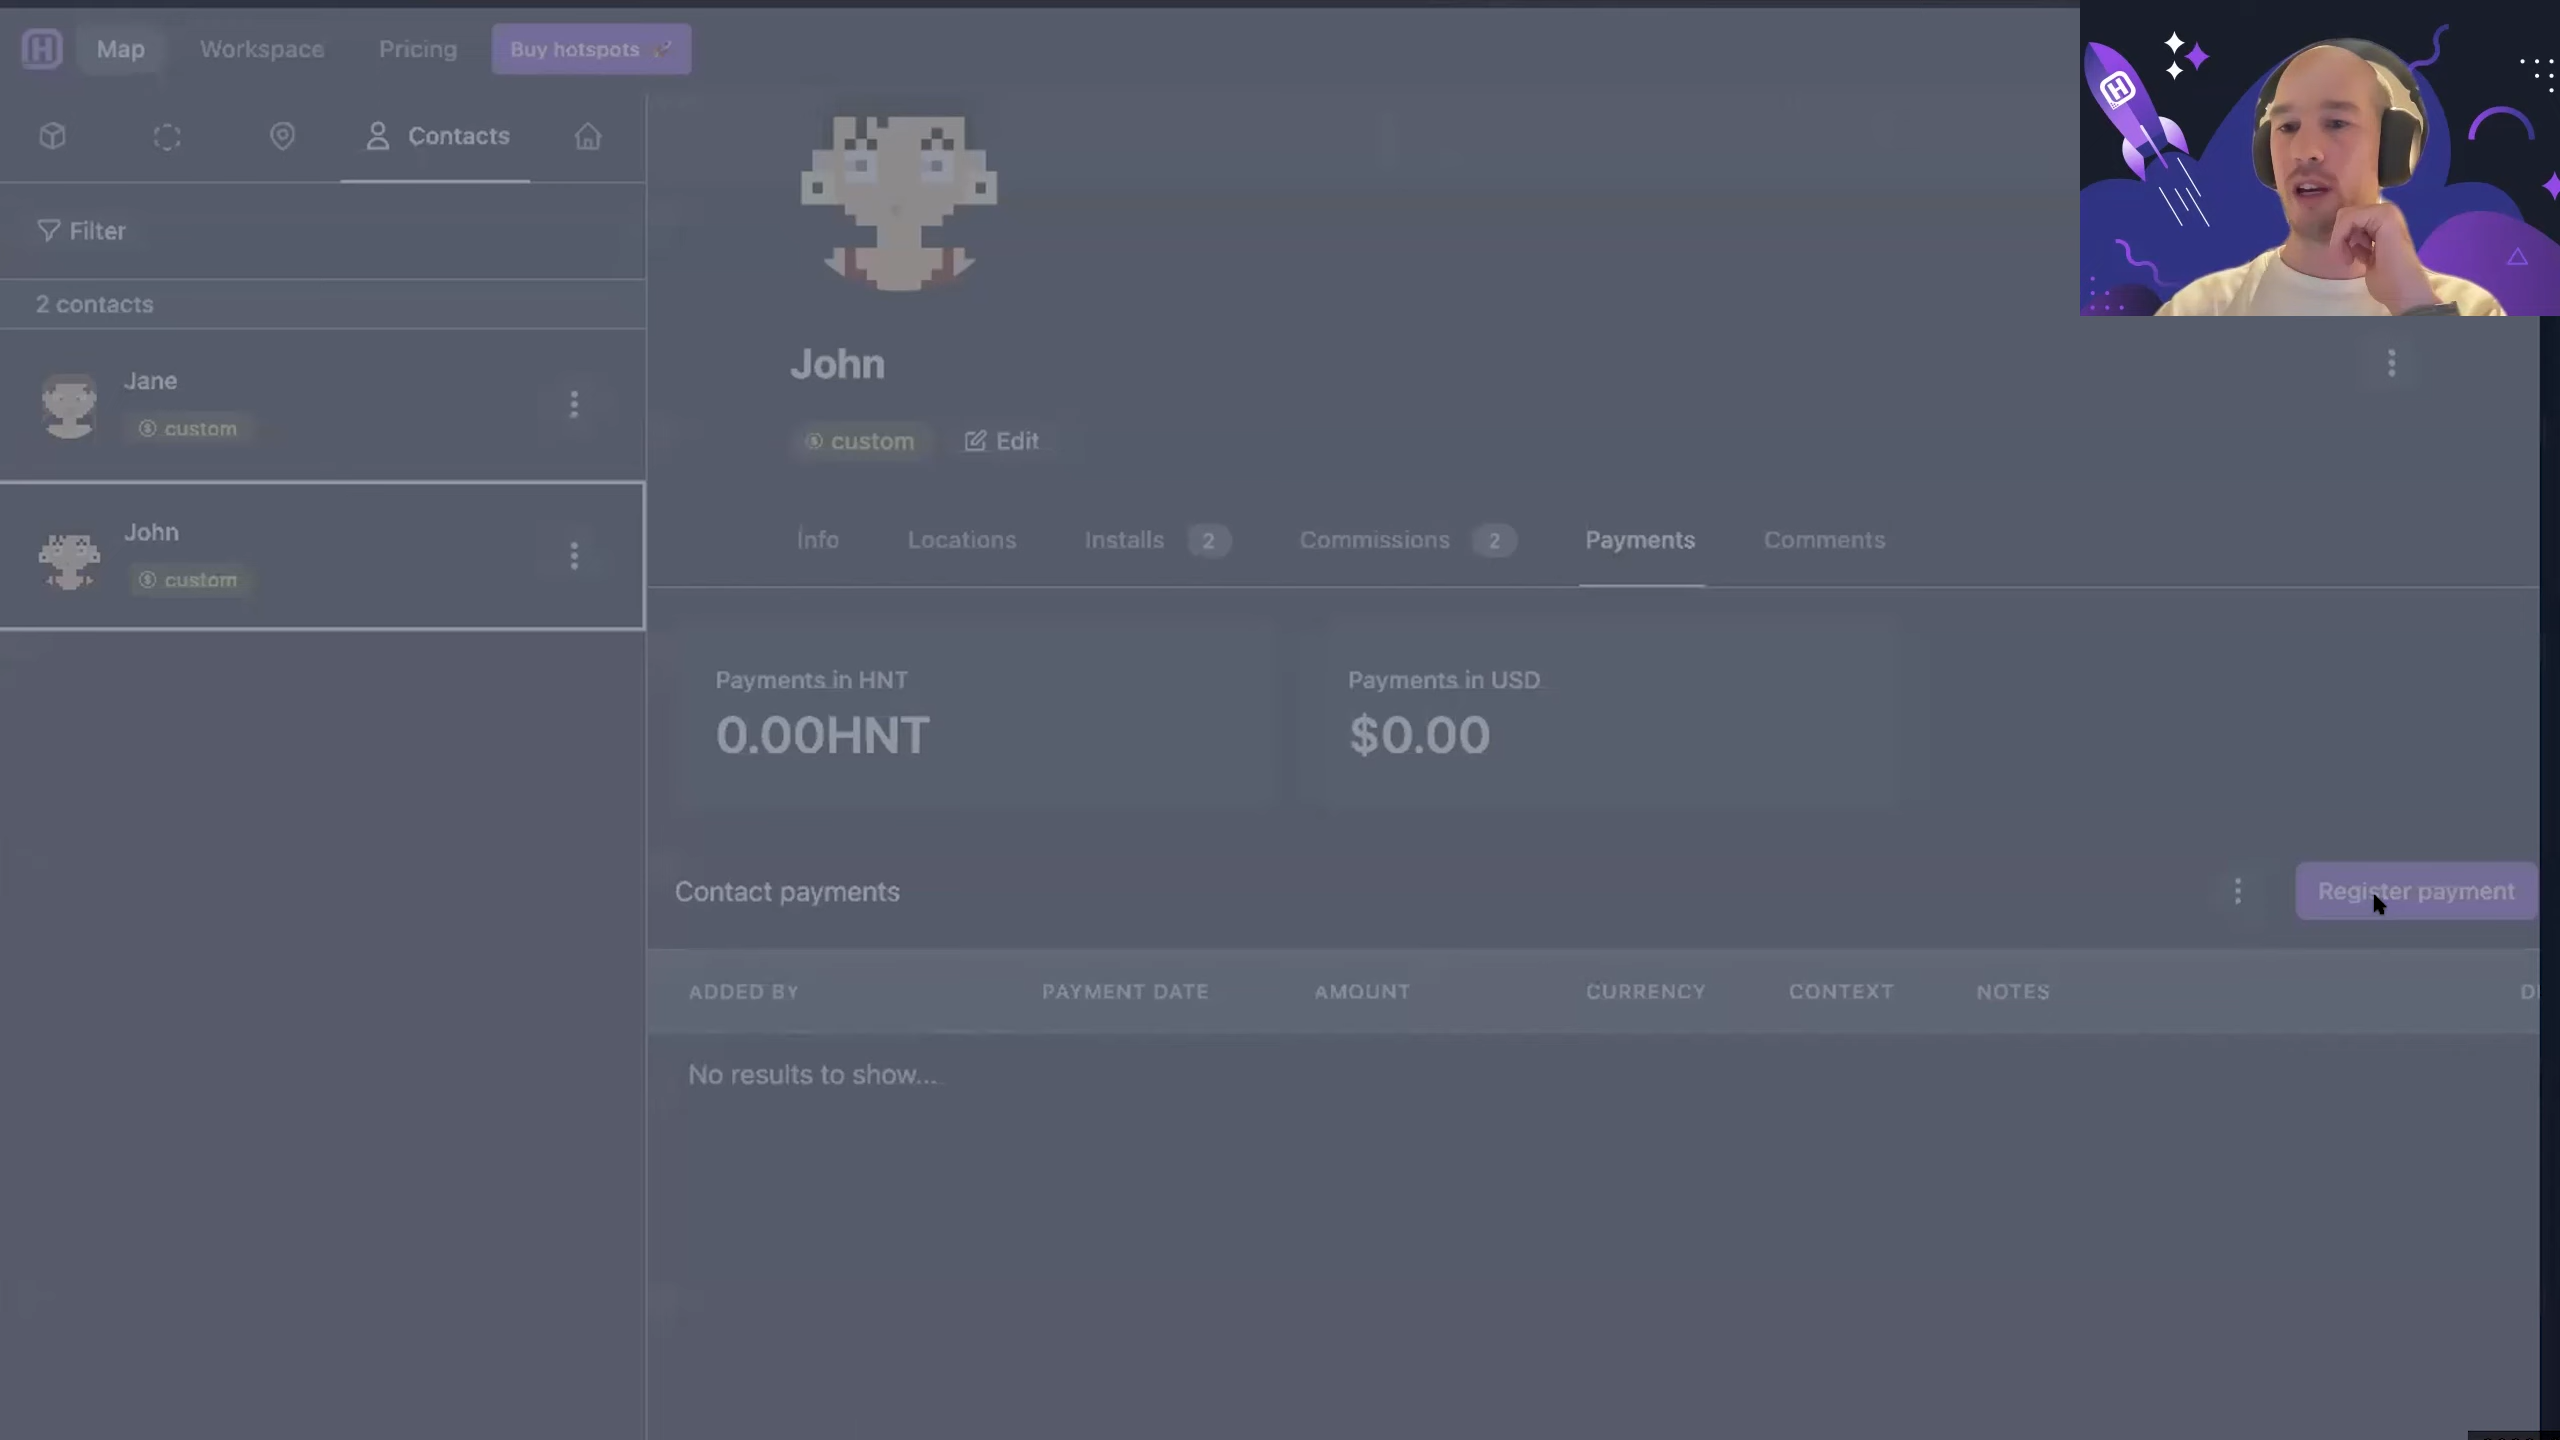 Map Workspace Pricing Buy hotspots
Contacts
Filter
2 contacts
Jane
custom
John
custom
John
custom Edit
Info Locations Installs 2 Commissions 2 Payments Comments
Payments in HNT
0.00HNT
Payments in USD
$0.00
Contact payments
Register payment
ADDED BY PAYMENT DATE AMOUNT CURRENCY CONTEXT NOTES
No results to show...